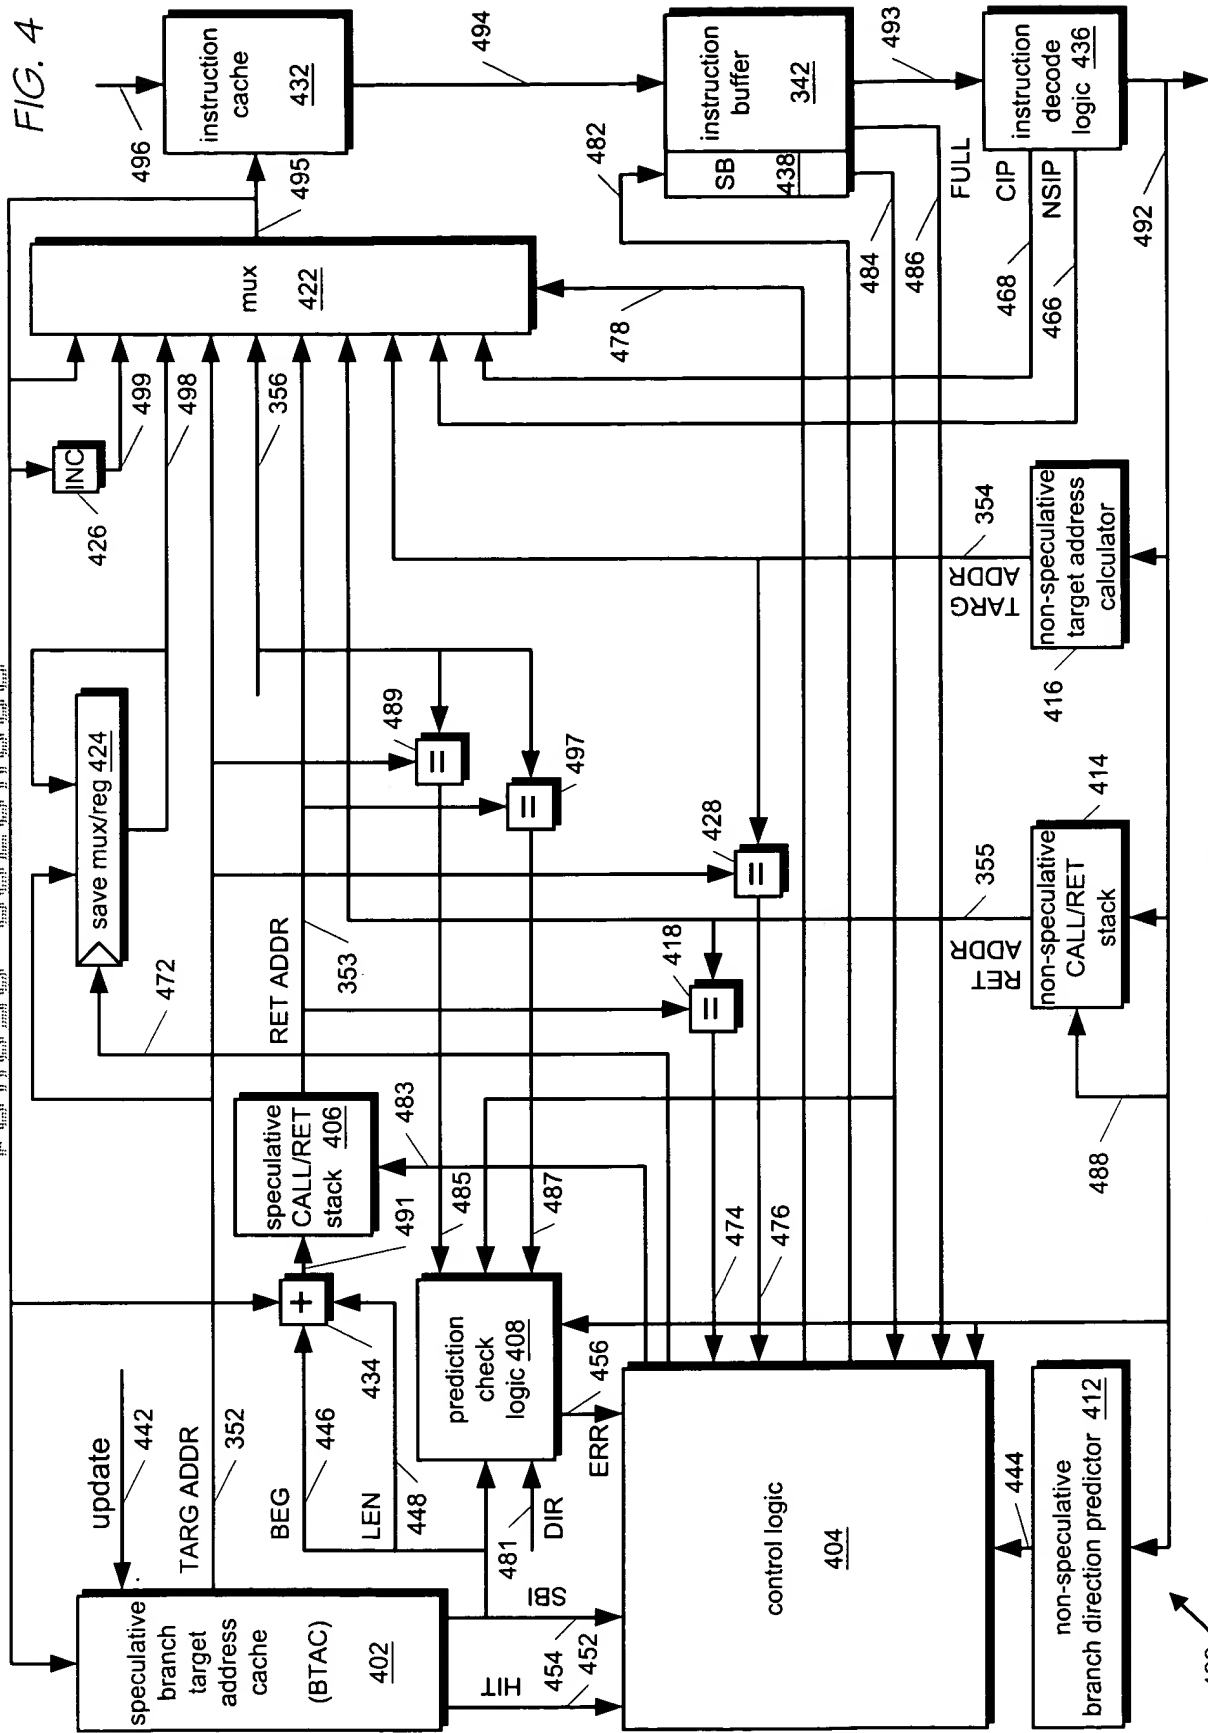 FIG. 4
496
instruction
cache
432
494
495
mux
422
478
482
SB
438
instruction
buffer
342
493
484
486
FULL
CIP
468
NSIP
466
instruction
decode
logic 436
492
INC
426
499
498
356
save mux/reg 424
472
489
497
428
418
RET ADDR
353
TARG
ADDR
354
non-speculative
target address
calculator
416
RET
ADDR
355
non-speculative
CALL/RET
stack
414
488
speculative
CALL/RET
stack 406
483
491
485
487
474
476
+
434
=
=
=
=
update
442
TARG ADDR
352
BEG
446
LEN
448
481
DIR
prediction
check
logic 408
ERR
456
speculative
branch
target
address
cache
(BTAC)
402
HIT
452
454
SBI
control logic
404
444
non-speculative
branch direction predictor 412